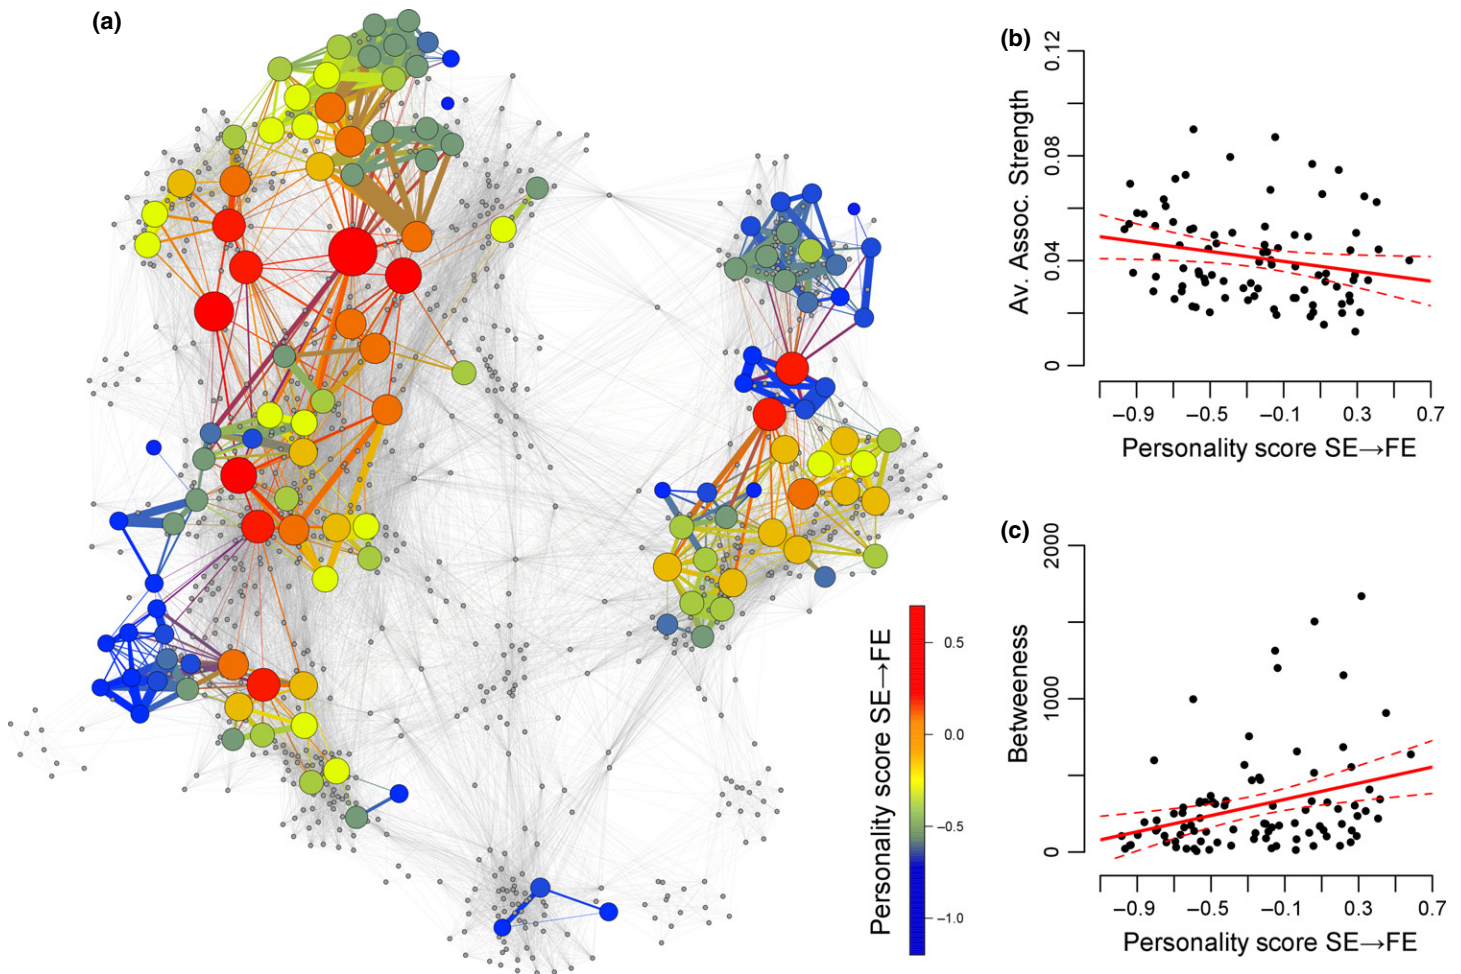 (a)
0.5
0.0
−0.5
−1.0
Personality score SE→FE
(b)
0.12
0.08
0.04
0
Av. Assoc. Strength
−0.9 −0.5 −0.1 0.3 0.7
Personality score SE→FE
(c)
2000
1000
0
Betweeness
−0.9 −0.5 −0.1 0.3 0.7
Personality score SE→FE